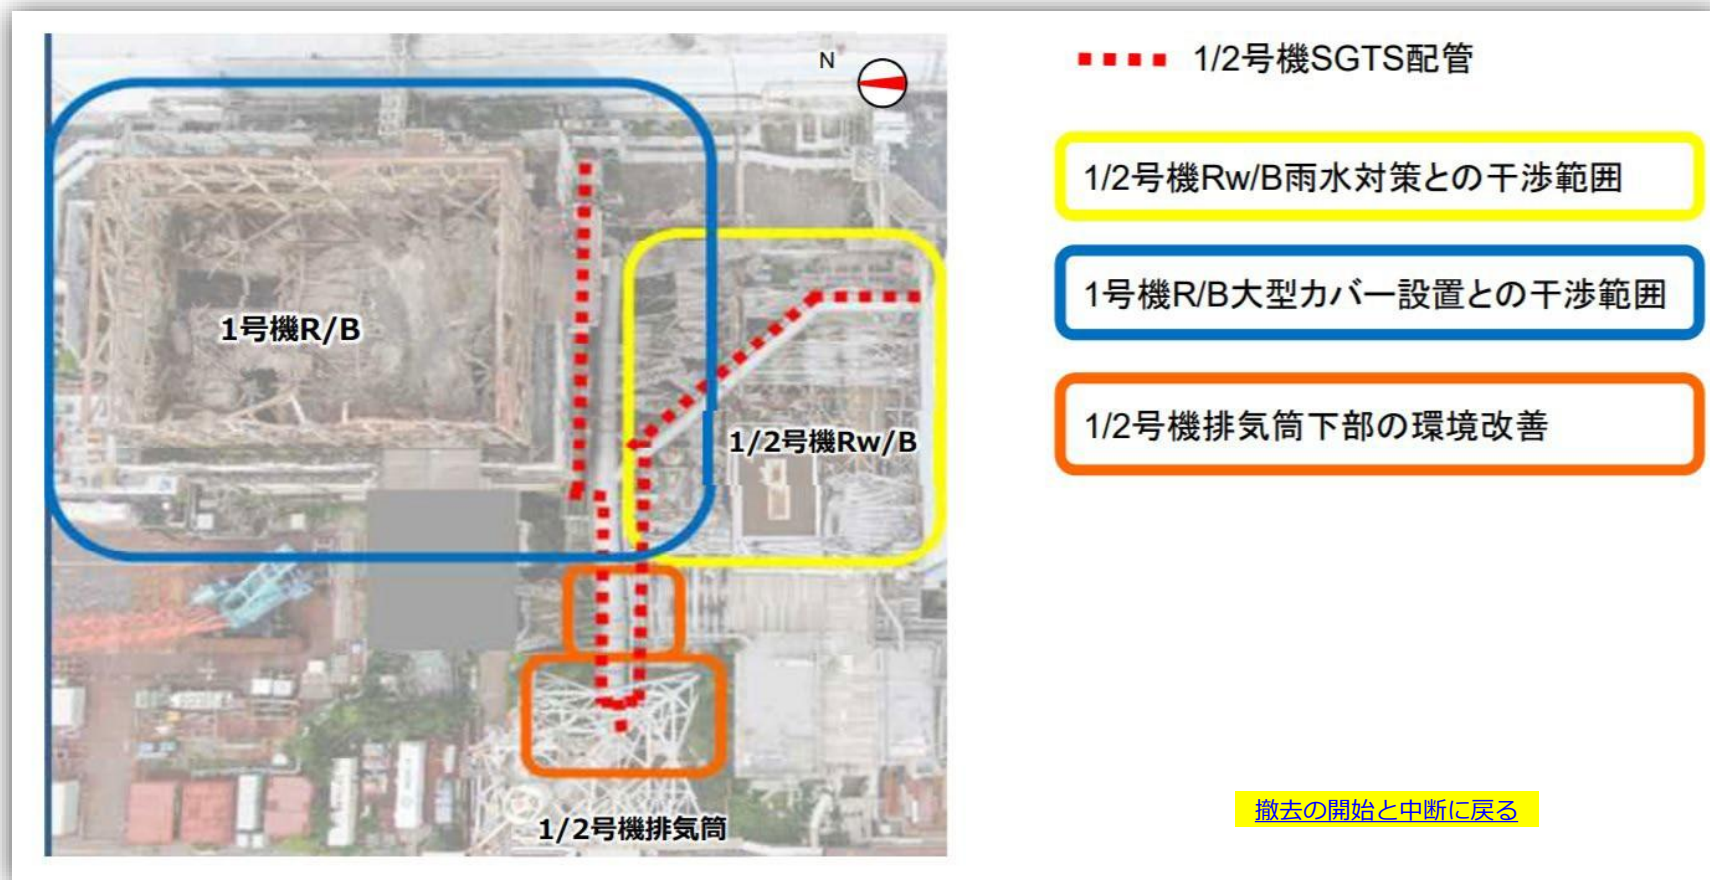 N
1/2号機SGTS配管
1/2号機Rw/B雨水対策との干渉範囲
1号機R/B大型カバー設置との干渉範囲
1/2号機排気筒下部の環境改善
1号機R/B
1/2号機Rw/B
1/2号機排気筒
撤去の開始と中断に戻る